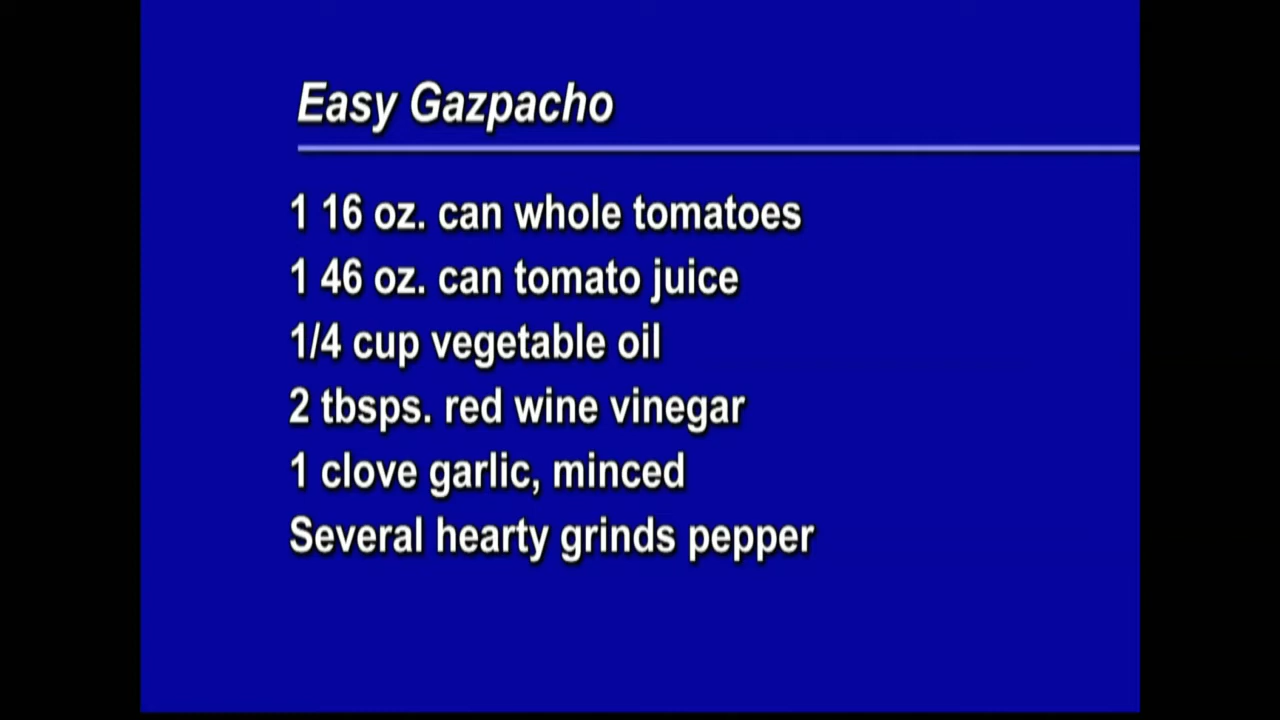 Easy Gazpacho
1 16 oz. can whole tomatoes
1 46 oz. can tomato juice
1/4 cup vegetable oil
2 tbsps. red wine vinegar
1 clove garlic, minced
Several hearty grinds pepper